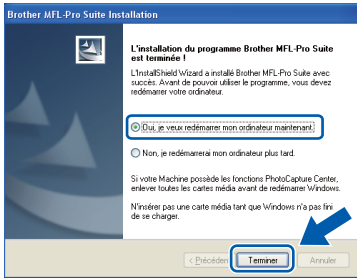 Brother MFL-Pro Suite Installation
L'installation du programme Brother MFL-Pro Suite
est terminée !
L'InstallShield Wizard a installé Brother MFL-Pro Suite avec
succès. Avant de pouvoir utiliser le programme, vous devez
redémarrer votre ordinateur.
Oui, je veux redémarrer mon ordinateur maintenant.
Non, je redémarrerai mon ordinateur plus tard.
Si votre Machine possède les fonctions PhotoCapture Center,
enlever toutes les cartes média avant de redémarrer Windows.
N'insérer pas une carte média tant que Windows n'a pas fini
de se charger.
< Précéden Terminer Annuler